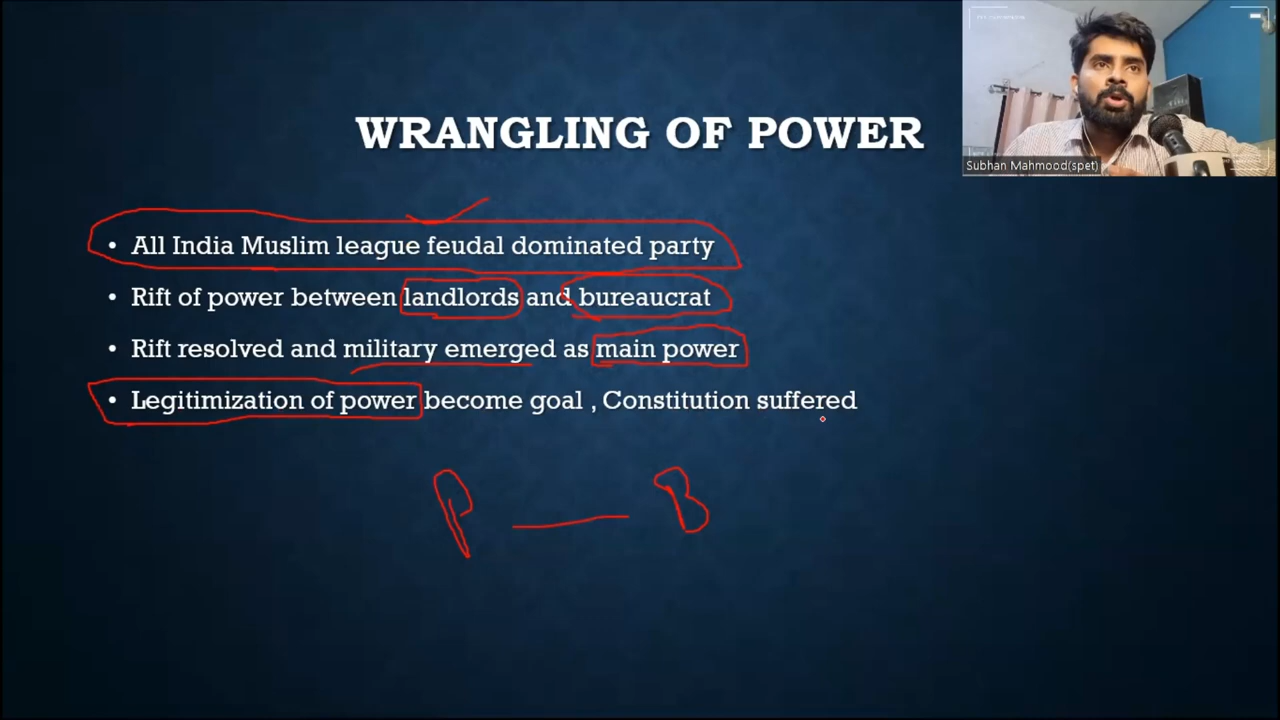 WRANGLING OF POWER
Subhan Mahmood(spet)
• All India Muslim league feudal dominated party
• Rift of power between landlords and bureaucrat
• Rift resolved and military emerged as main power
• Legitimization of power become goal , Constitution suffered
P — B